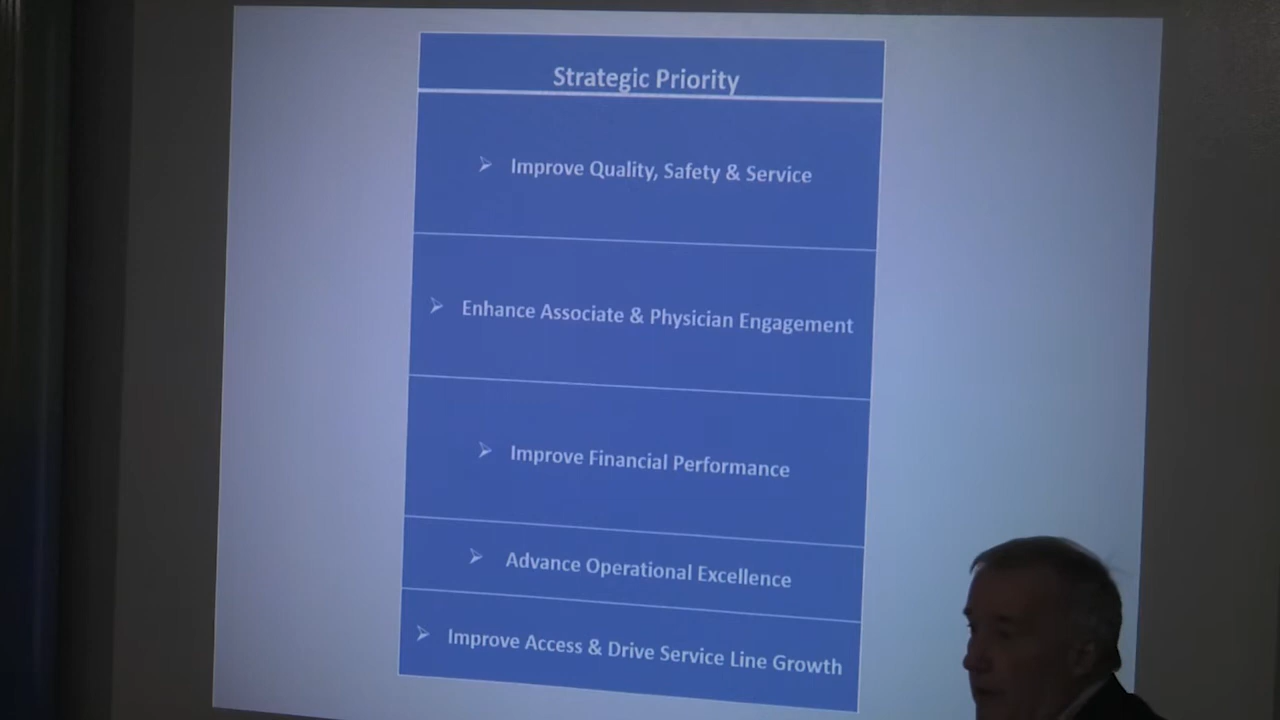 Strategic Priority
➢ Improve Quality, Safety & Service
➢ Enhance Associate & Physician Engagement
➢ Improve Financial Performance
➢ Advance Operational Excellence
➢ Improve Access & Drive Service Line Growth